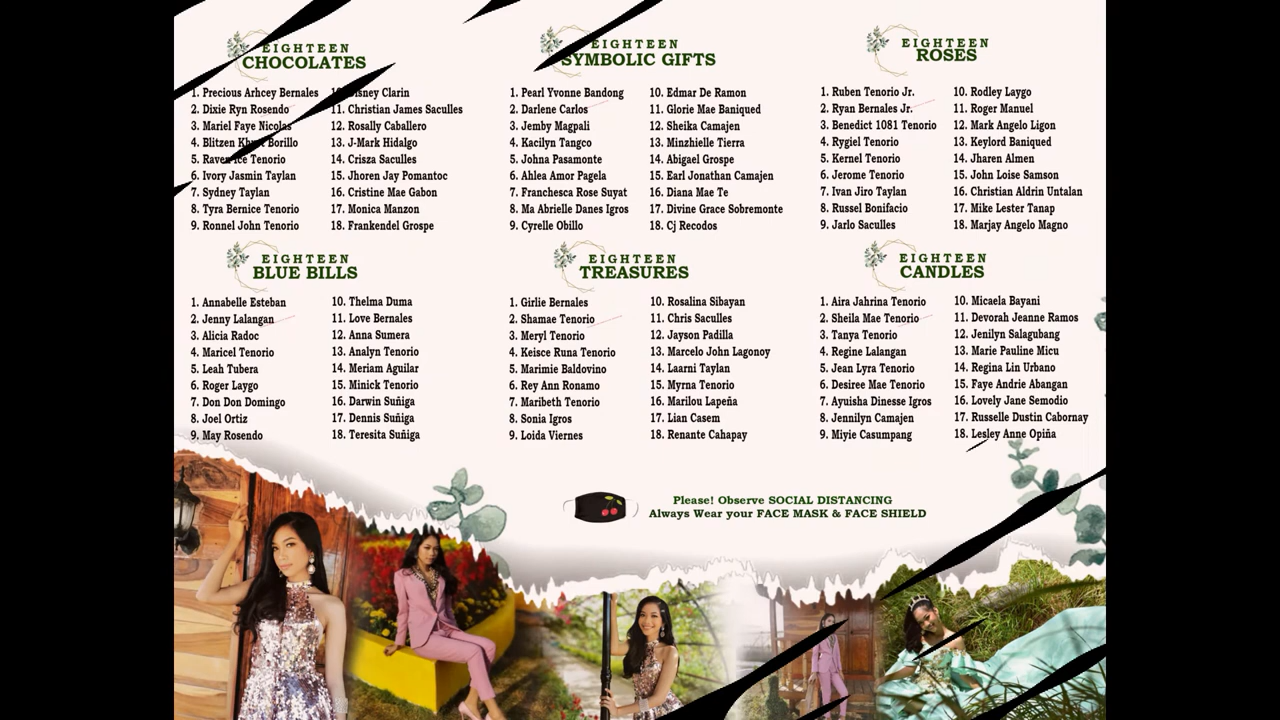 EIGHTEEN
CHOCOLATES
1. Precious Arhcey Bernales
2. Dixie Ryn Rosendo
3. Mariel Faye Nicolas
4. Blitzen Borillo
5. Raven Ice Tenorio
6. Ivory Jasmin Taylan
7. Sydney Taylan
8. Tyra Bernice Tenorio
9. Ronnel John Tenorio
10. Disney Clarin
11. Christian James Saculles
12. Rosally Caballero
13. J-Mark Hidalgo
14. Crisza Saculles
15. Jhoren Jay Pomantoc
16. Cristine Mae Gabon
17. Monica Manzon
18. Frankendel Grospe
EIGHTEEN
SYMBOLIC GIFTS
1. Pearl Yvonne Bandong
2. Darlene Carlos
3. Jemby Magpali
4. Kacilyn Tangco
5. Johna Pasamonte
6. Ahlea Amor Pagela
7. Franchesca Rose Suyat
8. Ma Abrielle Danes Igros
9. Cyrelle Obillo
10. Edmar De Ramon
11. Glorie Mae Baniqued
12. Sheika Camajen
13. Minzhielle Tierra
14. Abigael Grospe
15. Earl Jonathan Camajen
16. Diana Mae Te
17. Divine Grace Sobremonte
18. Cj Recodos
EIGHTEEN
ROSES
1. Ruben Tenorio Jr.
2. Ryan Bernales Jr.
3. Benedict 1081 Tenorio
4. Rygiel Tenorio
5. Kernel Tenorio
6. Jerome Tenorio
7. Ivan Jiro Taylan
8. Russel Bonifacio
9. Jarlo Saculles
10. Rodley Laygo
11. Roger Manuel
12. Mark Angelo Ligon
13. Keylord Baniqued
14. Jharen Almen
15. John Loise Samson
16. Christian Aldrin Untalan
17. Mike Lester Tanap
18. Marjay Angelo Magno
EIGHTEEN
BLUE BILLS
1. Annabelle Esteban
2. Jenny Lalangan
3. Alicia Radoc
4. Maricel Tenorio
5. Leah Tubera
6. Roger Laygo
7. Don Don Domingo
8. Joel Ortiz
9. May Rosendo
10. Thelma Duma
11. Love Bernales
12. Anna Sumera
13. Analyn Tenorio
14. Meriam Aguilar
15. Minick Tenorio
16. Darwin Suñiga
17. Dennis Suñiga
18. Teresita Suñiga
EIGHTEEN
TREASURES
1. Girlie Bernales
2. Shamae Tenorio
3. Meryl Tenorio
4. Keisce Runa Tenorio
5. Marimie Baldovino
6. Rey Ann Ronamo
7. Maribeth Tenorio
8. Sonia Igros
9. Loida Viernes
10. Rosalina Sibayan
11. Chris Saculles
12. Jayson Padilla
13. Marcelo John Lagonoy
14. Laarni Taylan
15. Myrna Tenorio
16. Marilou Lapeña
17. Lian Casem
18. Renante Cahapay
EIGHTEEN
CANDLES
1. Aira Jahrina Tenorio
2. Sheila Mae Tenorio
3. Tanya Tenorio
4. Regine Lalangan
5. Jean Lyra Tenorio
6. Desiree Mae Tenorio
7. Ayuisha Dinesse Igros
8. Jennilyn Camajen
9. Miyie Casumpang
10. Micaela Bayani
11. Devorah Jeanne Ramos
12. Jenilyn Salagubang
13. Marie Pauline Micu
14. Regina Lin Urbano
15. Faye Andrie Abangan
16. Lovely Jane Semodio
17. Russelle Dustin Cabornay
18. Lesley Anne Opiña
Please! Observe SOCIAL DISTANCING
Always Wear your FACE MASK & FACE SHIELD